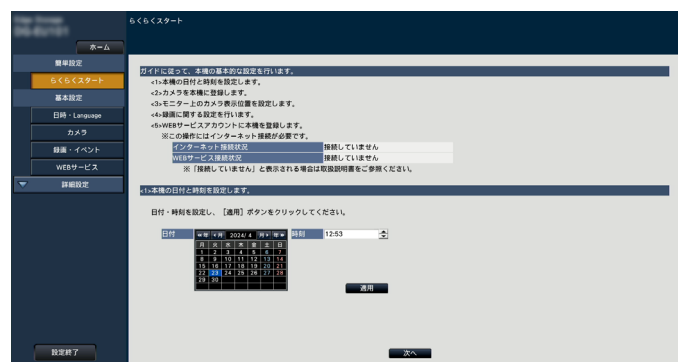 らくらくスタート
ホーム
簡単設定
らくらくスタート
基本設定
日時・Language
カメラ
録画・イベント
WEBサービス
詳細設定
設定終了
ガイドに従って、本機の基本的な設定を行います。
<1>本機の日付と時刻を設定します。
<2>カメラを本機に登録します。
<3>モニター上のカメラ表示位置を設定します。
<4>録画に関する設定を行います。
<5>WEBサービスアカウントに本機を登録します。
※この操作にはインターネット接続が必要です。
インターネット接続状況 接続していません
WEBサービス接続状況 接続していません
※「接続していません」と表示される場合は取扱説明書をご参照ください。
<1>本機の日付と時刻を設定します。
日付・時刻を設定し、［適用］ボタンをクリックしてください。
日付 ◀◀年 ◀月 2024/ 4 月▶ 年▶▶ 時刻 12:53
月 火 水 木 金 土 日
1 2 3 4 5 6 7
8 9 10 11 12 13 14
15 16 17 18 19 20 21
22 23 24 25 26 27 28
29 30
適用
次へ